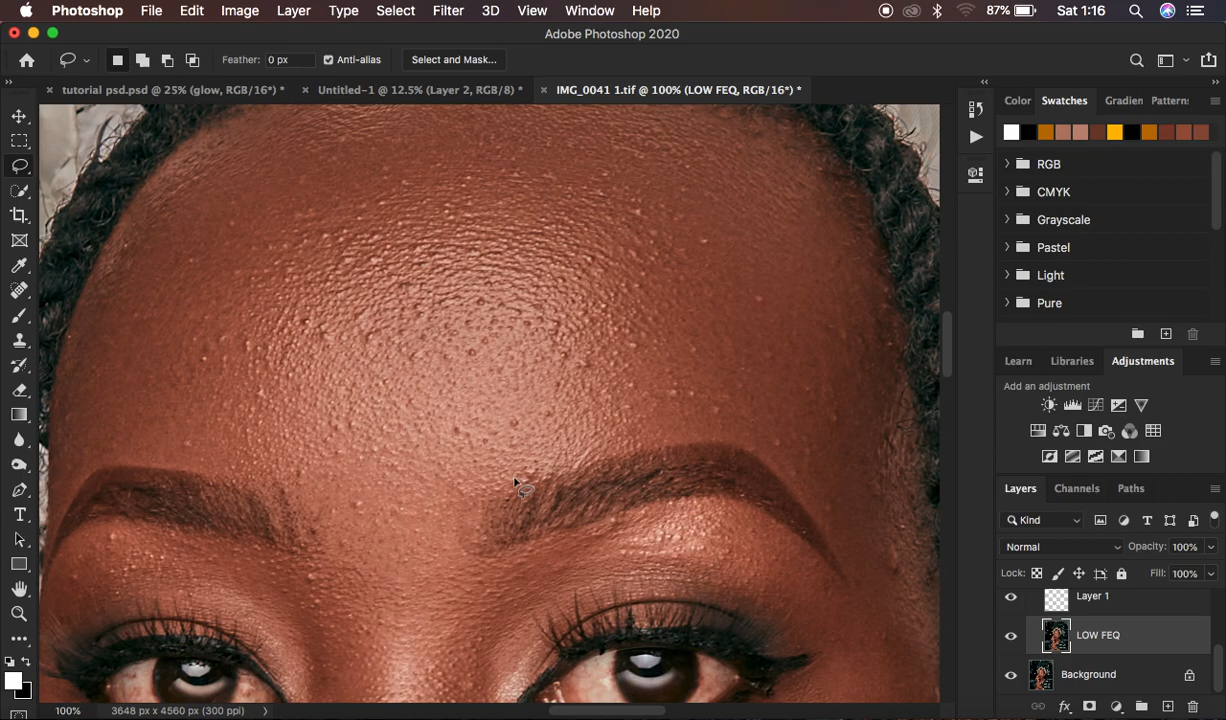 Photoshop File Edit Image Layer Type Select Filter 3D View Window Help 87% Sat 1:16
Adobe Photoshop 2020
Feather: 0 px Anti-alias Select and Mask...
tutorial psd.psd @ 25% (glow, RGB/16*) * Untitled-1 @ 12.5% (Layer 2, RGB/8) * IMG_0041 1.tif @ 100% (LOW FEQ, RGB/16*) *
Color Swatches Gradien Pattern:
RGB
CMYK
Grayscale
Pastel
Light
Pure
Learn Libraries Adjustments
Add an adjustment
Layers Channels Paths
Kind
Normal Opacity: 100%
Lock: Fill: 100%
Layer 1
LOW FEQ
Background
100% 3648 px x 4560 px (300 ppi)